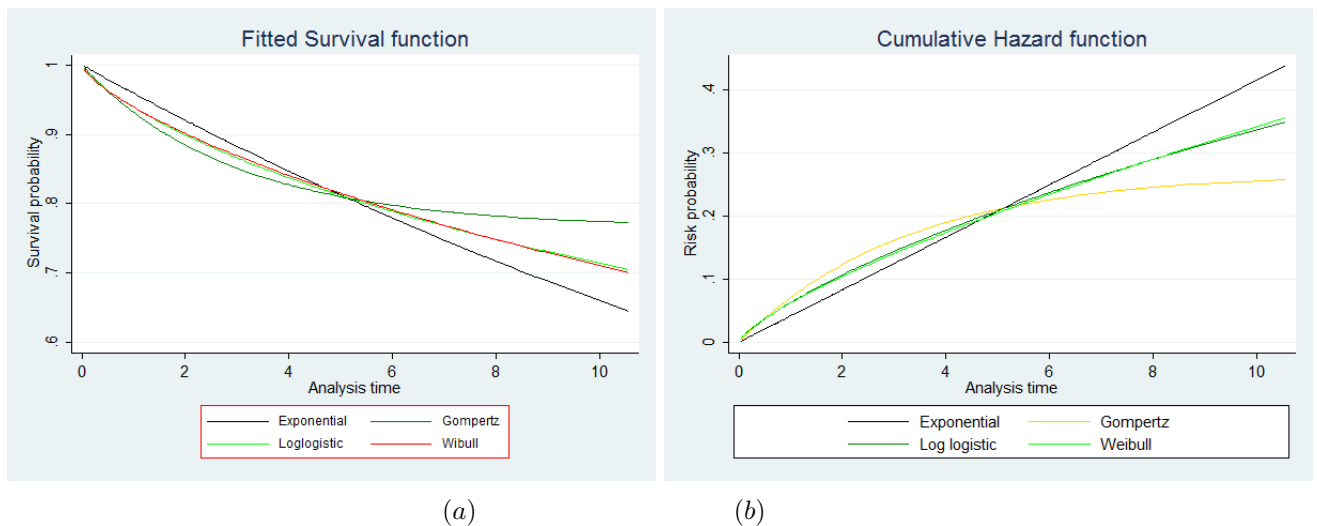 Fitted Survival function
Survival probability
1
.9
.8
.7
.6
0 2 4 6 8 10
Analysis time
Exponential Gompertz
Loglogistic Wibull
(a)
Cumulative Hazard function
Risk probability
.4
.3
.2
.1
0
0 2 4 6 8 10
Analysis time
Exponential Gompertz
Log logistic Weibull
(b)